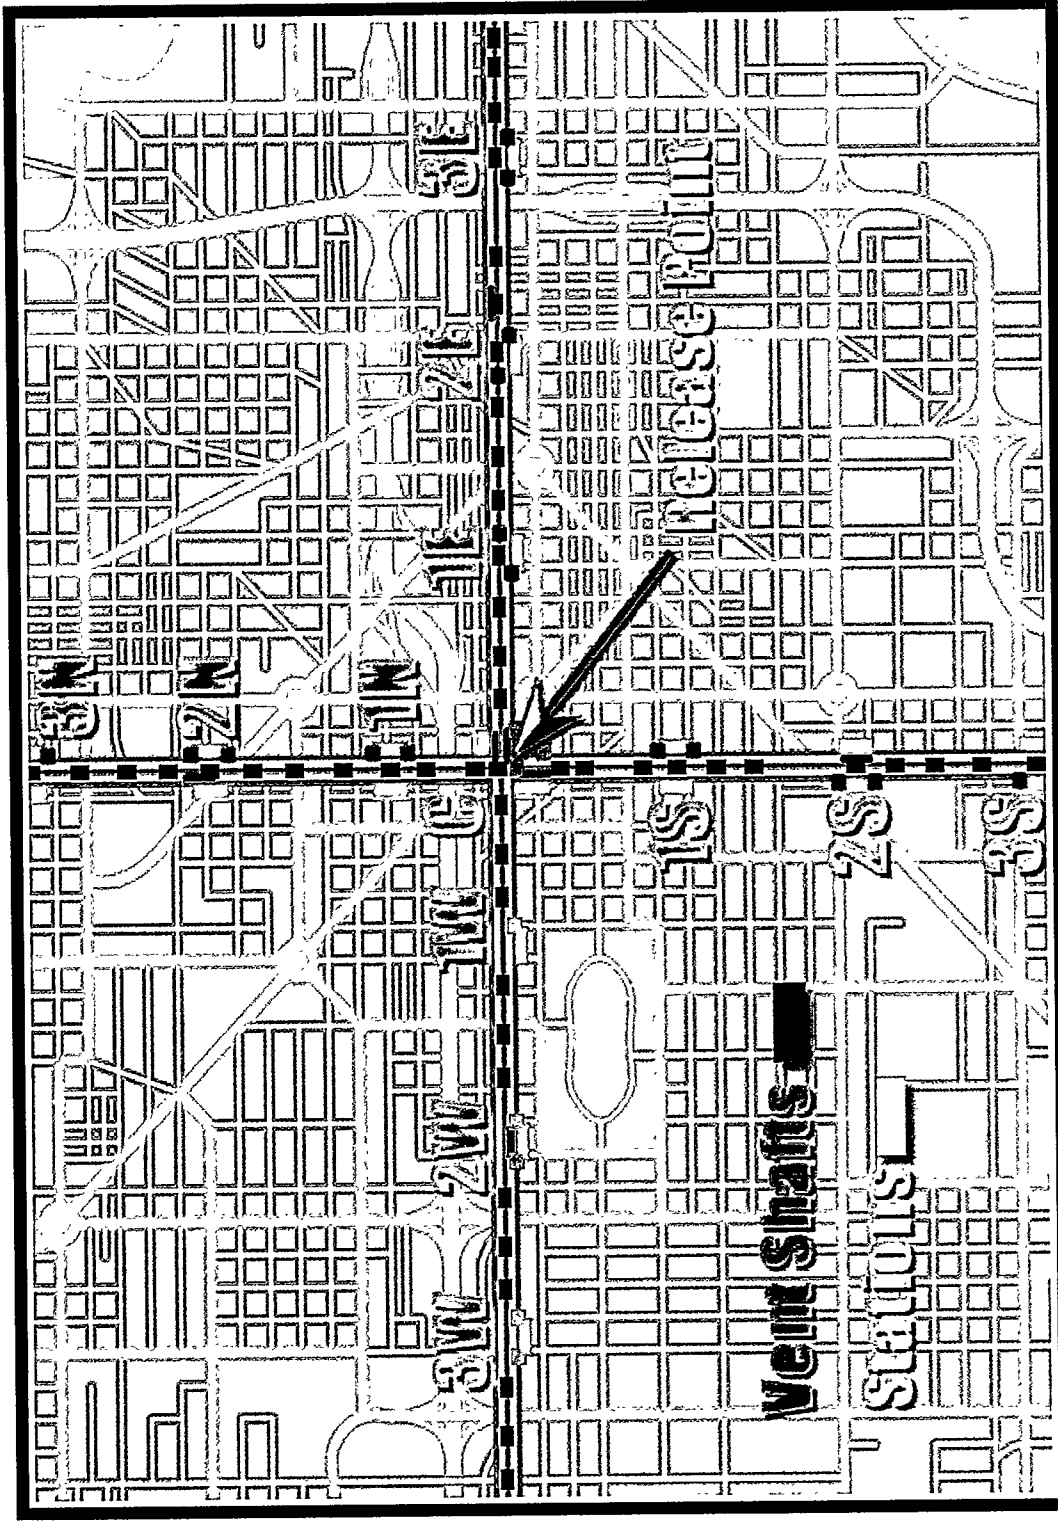 3N
2N
1N
3E
2E
1E
C
1W
2W
3W
1S
2S
3S
Release Point
Vent Shafts
Stations